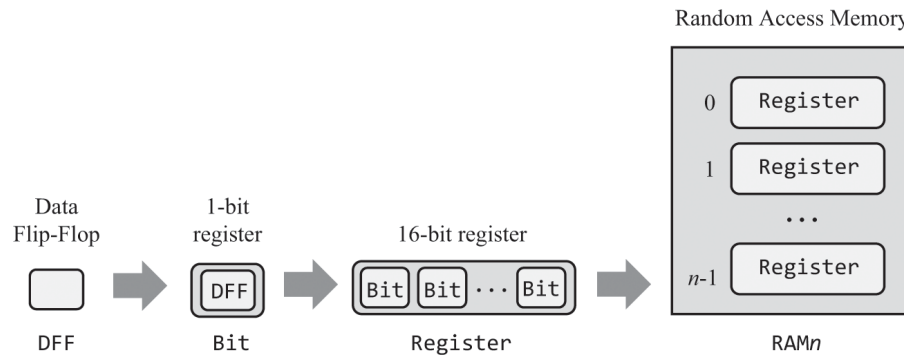 Random Access Memory
0 Register
1 Register
...
n-1 Register
Data
Flip-Flop
1-bit
register
16-bit register
DFF
Bit Bit ... Bit
DFF
Bit
Register
RAMn